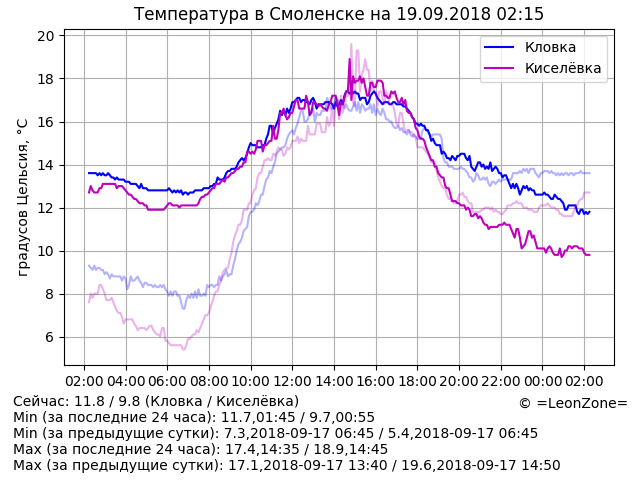 Температура в Смоленске на 19.09.2018 02:15
градусов Цельсия, °C
20
18
16
14
12
10
8
6
Кловка
Киселёвка
02:00 04:00 06:00 08:00 10:00 12:00 14:00 16:00 18:00 20:00 22:00 00:00 02:00
Сейчас: 11.8 / 9.8 (Кловка / Киселёвка)
© =LeonZone=
Min (за последние 24 часа): 11.7,01:45 / 9.7,00:55
Min (за предыдущие сутки): 7.3,2018-09-17 06:45 / 5.4,2018-09-17 06:45
Max (за последние 24 часа): 17.4,14:35 / 18.9,14:45
Max (за предыдущие сутки): 17.1,2018-09-17 13:40 / 19.6,2018-09-17 14:50